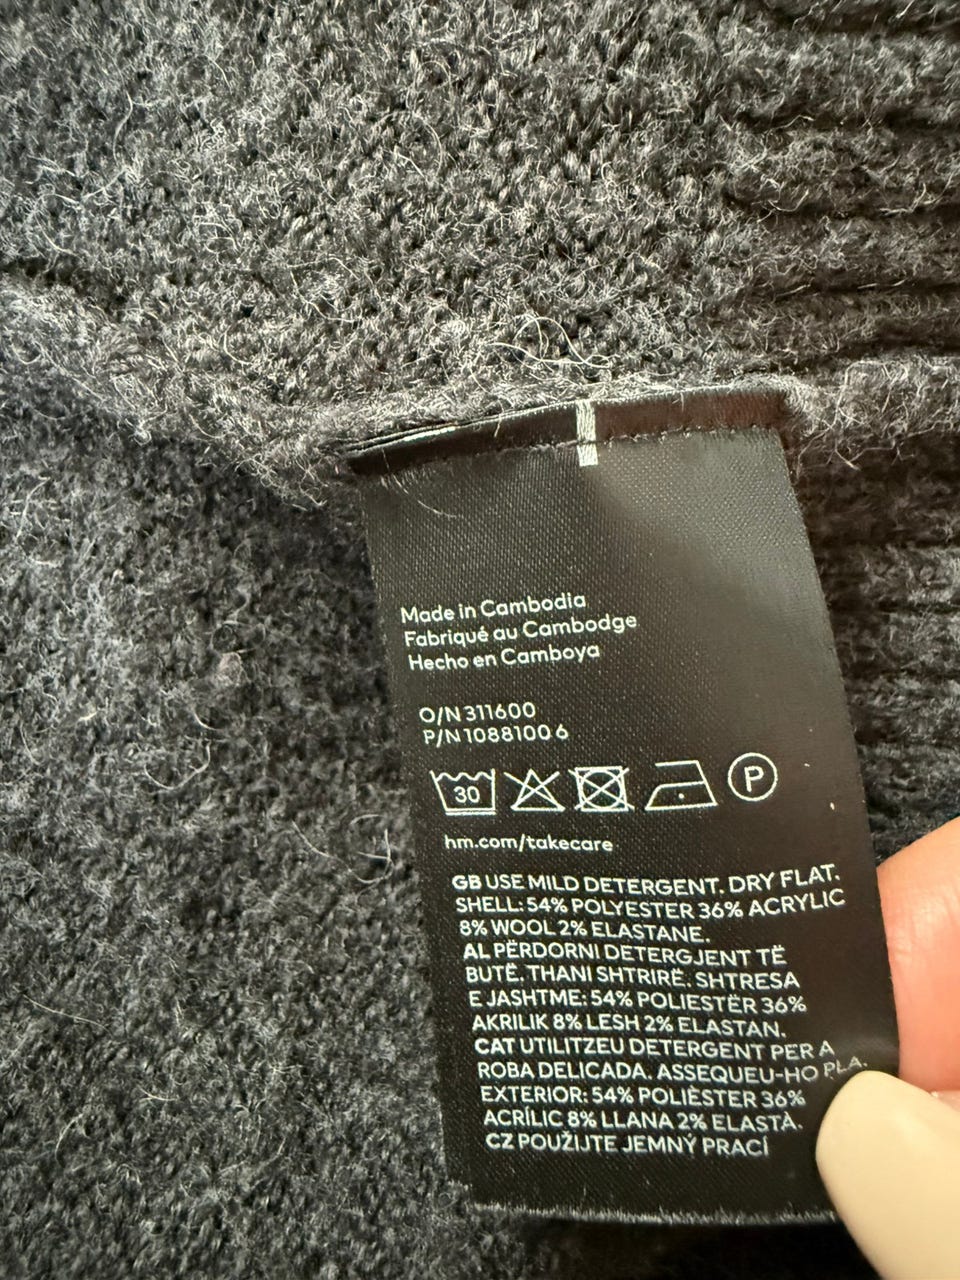 Made in Cambodia
Fabriqué au Cambodge
Hecho en Camboya
O/N 311600
P/N 1088100 6
30 P
hm.com/takecare
GB USE MILD DETERGENT. DRY FLAT.
SHELL: 54% POLYESTER 36% ACRYLIC
8% WOOL 2% ELASTANE.
AL PËRDORNI DETERGJENT TË
BUTË. THANI SHTRIRË. SHTRESA
E JASHTME: 54% POLIESTËR 36%
AKRILIK 8% LESH 2% ELASTAN.
CAT UTILITZEU DETERGENT PER A
ROBA DELICADA. ASSEQUEU-HO PLA.
EXTERIOR: 54% POLIÈSTER 36%
ACRÍLIC 8% LLANA 2% ELASTÀ.
CZ POUŽIJTE JEMNÝ PRACÍ